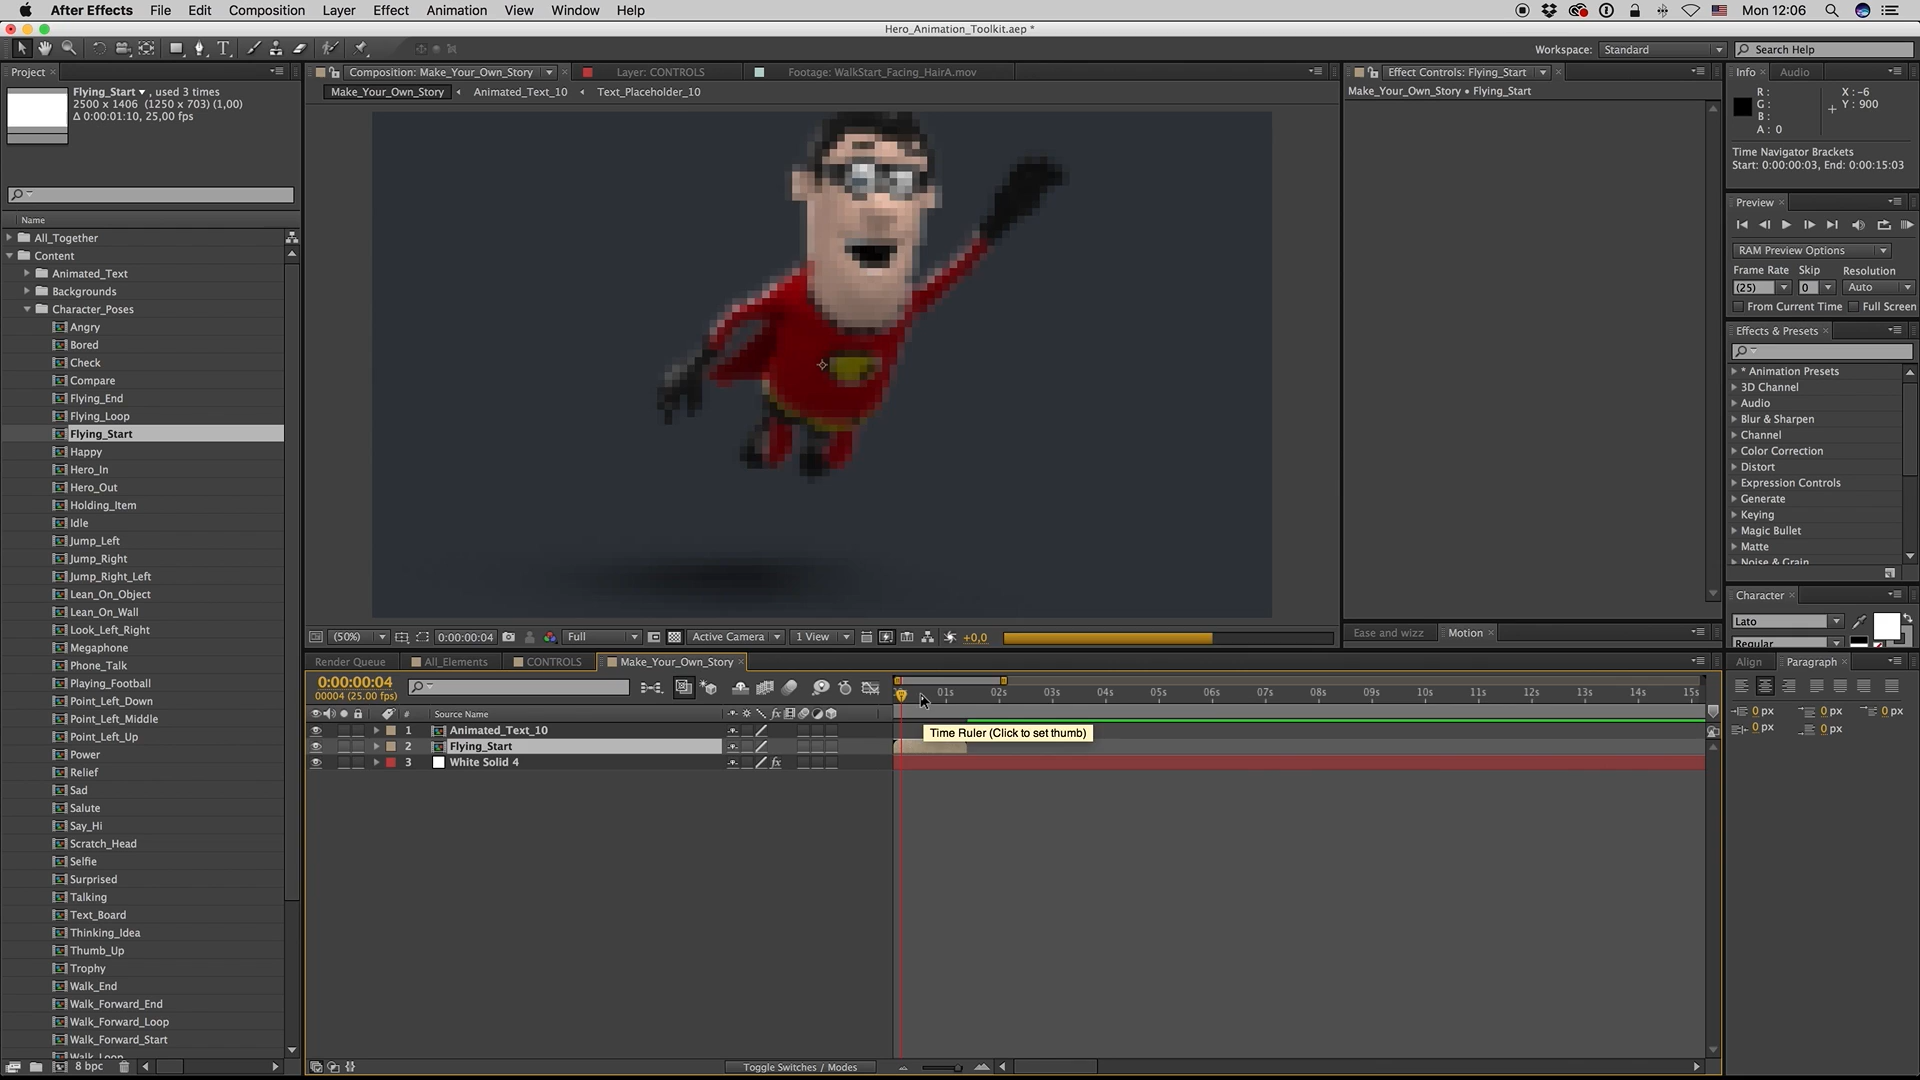 After Effects File Edit Composition Layer Effect Animation View Window Help Mon 12:06
Hero_Animation_Toolkit.aep *
Workspace: Standard Search Help
Project
Flying_Start , used 3 times
2500 x 1406 (1250 x 703) (1,00)
Δ 0:00:01:10, 25,00 fps
Name
All_Together
Content
Animated_Text
Backgrounds
Character_Poses
Angry
Bored
Check
Compare
Flying_End
Flying_Loop
Flying_Start
Happy
Hero_In
Hero_Out
Holding_Item
Idle
Jump_Left
Jump_Right
Jump_Right_Left
Lean_On_Object
Lean_On_Wall
Look_Left_Right
Megaphone
Phone_Talk
Playing_Football
Point_Left_Down
Point_Left_Middle
Point_Left_Up
Power
Relief
Sad
Salute
Say_Hi
Scratch_Head
Selfie
Surprised
Talking
Text_Board
Thinking_Idea
Thumb_Up
Trophy
Walk_End
Walk_Forward_End
Walk_Forward_Loop
Walk_Forward_Start
Walk_Loop
8 bpc
Composition: Make_Your_Own_Story Layer: CONTROLS Footage: WalkStart_Facing_HairA.mov
Make_Your_Own_Story Animated_Text_10 Text_Placeholder_10
(50%) 0:00:00:04 Full Active Camera 1 View +0,0
Effect Controls: Flying_Start
Make_Your_Own_Story • Flying_Start
Ease and wizz Motion
Info Audio
R :
G :
B :
A : 0
X : -6
Y : 900
Time Navigator Brackets
Start: 0:00:00:03, End: 0:00:15:03
Preview
RAM Preview Options
Frame Rate Skip Resolution
(25) 0 Auto
From Current Time Full Screen
Effects & Presets
* Animation Presets
3D Channel
Audio
Blur & Sharpen
Channel
Color Correction
Distort
Expression Controls
Generate
Keying
Magic Bullet
Matte
Noise & Grain
Character
Lato
Regular
Align Paragraph
0 px 0 px 0 px
0 px 0 px
Render Queue All_Elements CONTROLS Make_Your_Own_Story
0:00:00:04
00004 (25.00 fps)
01s 02s 03s 04s 05s 06s 07s 08s 09s 10s 11s 12s 13s 14s 15s
# Source Name fx
1 Animated_Text_10
2 Flying_Start
3 White Solid 4 fx
Time Ruler (Click to set thumb)
Toggle Switches / Modes